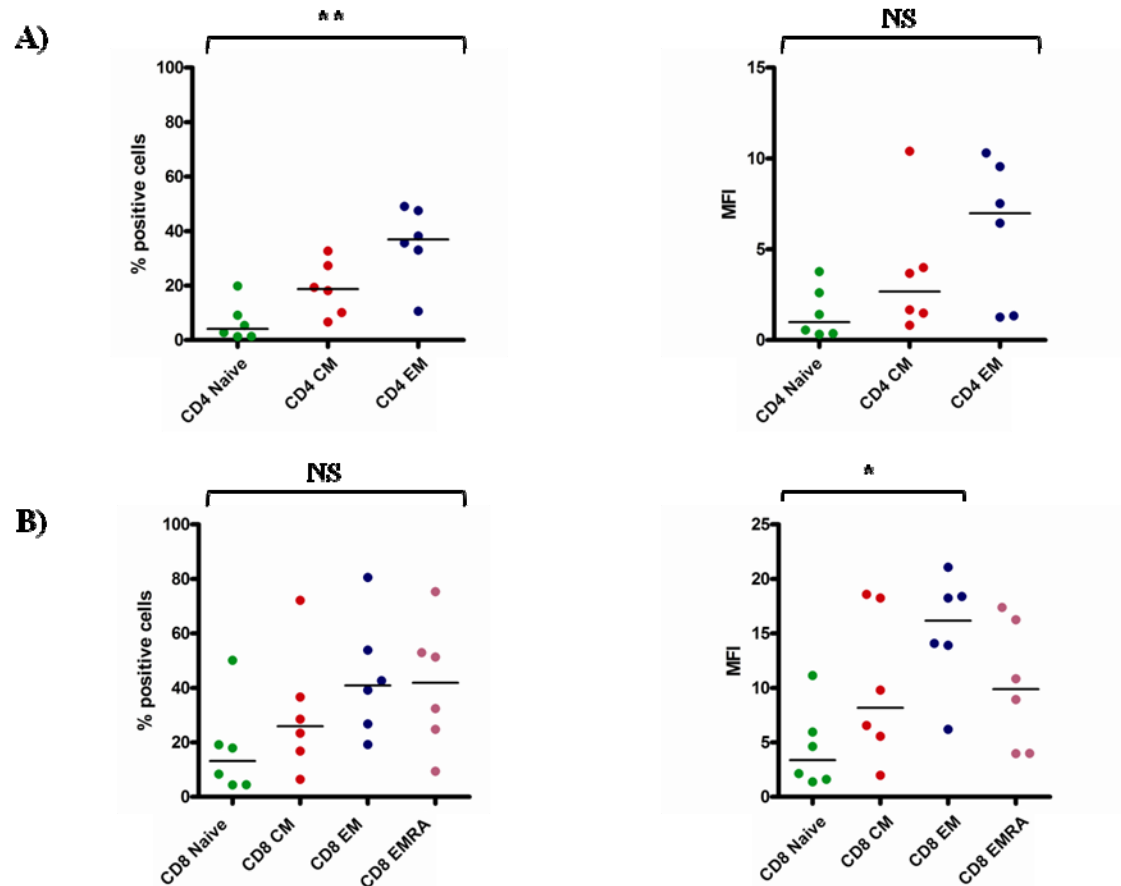 A)
**
100
80
60
40
20
0
% positive cells
CD4 Naive
CD4 CM
CD4 EM
NS
15
10
5
0
MFI
CD4 Naive
CD4 CM
CD4 EM
B)
NS
100
80
60
40
20
0
% positive cells
CD8 Naive
CD8 CM
CD8 EM
CD8 EMRA
*
25
20
15
10
5
0
MFI
CD8 Naive
CD8 CM
CD8 EM
CD8 EMRA